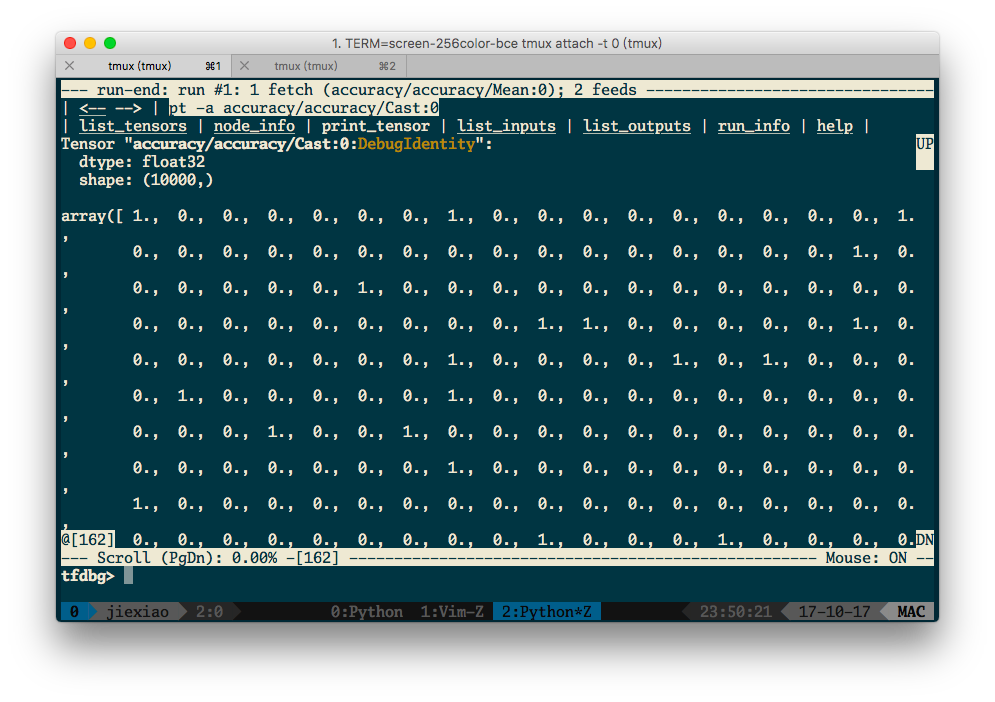 1. TERM=screen-256color-bce tmux attach -t 0 (tmux)
tmux (tmux) ⌘1 tmux (tmux) ⌘2
--- run-end: run #1: 1 fetch (accuracy/accuracy/Mean:0); 2 feeds --------------------------------
| <-- --> | pt -a accuracy/accuracy/Cast:0
| list_tensors | node_info | print_tensor | list_inputs | list_outputs | run_info | help |
Tensor "accuracy/accuracy/Cast:0:DebugIdentity": UP
dtype: float32
shape: (10000,)
array([ 1., 0., 0., 0., 0., 0., 0., 1., 0., 0., 0., 0., 0., 0., 0., 0., 0., 1.
,
0., 0., 0., 0., 0., 0., 0., 0., 0., 0., 0., 0., 0., 0., 0., 0., 1., 0.
,
0., 0., 0., 0., 0., 1., 0., 0., 0., 0., 0., 0., 0., 0., 0., 0., 0., 0.
,
0., 0., 0., 0., 0., 0., 0., 0., 0., 1., 1., 0., 0., 0., 0., 0., 1., 0.
,
0., 0., 0., 0., 0., 0., 0., 1., 0., 0., 0., 0., 1., 0., 1., 0., 0., 0.
,
0., 1., 0., 0., 0., 0., 0., 1., 0., 0., 0., 0., 0., 0., 0., 0., 0., 0.
,
0., 0., 0., 1., 0., 0., 1., 0., 0., 0., 0., 0., 0., 0., 0., 0., 0., 0.
,
0., 0., 0., 0., 0., 0., 0., 1., 0., 0., 0., 0., 0., 0., 0., 0., 0., 0.
,
1., 0., 0., 0., 0., 0., 0., 0., 0., 0., 0., 0., 0., 0., 0., 0., 0., 0.
,
@[162] 0., 0., 0., 0., 0., 0., 0., 0., 0., 1., 0., 0., 0., 1., 0., 0., 0., 0.DN
--- Scroll (PgDn): 0.00% -[162] ---------------------------------------------------- Mouse: ON --
tfdbg>
0 jiexiao 2:0 0:Python 1:Vim-Z 2:Python*Z 23:50:21 17-10-17 MAC